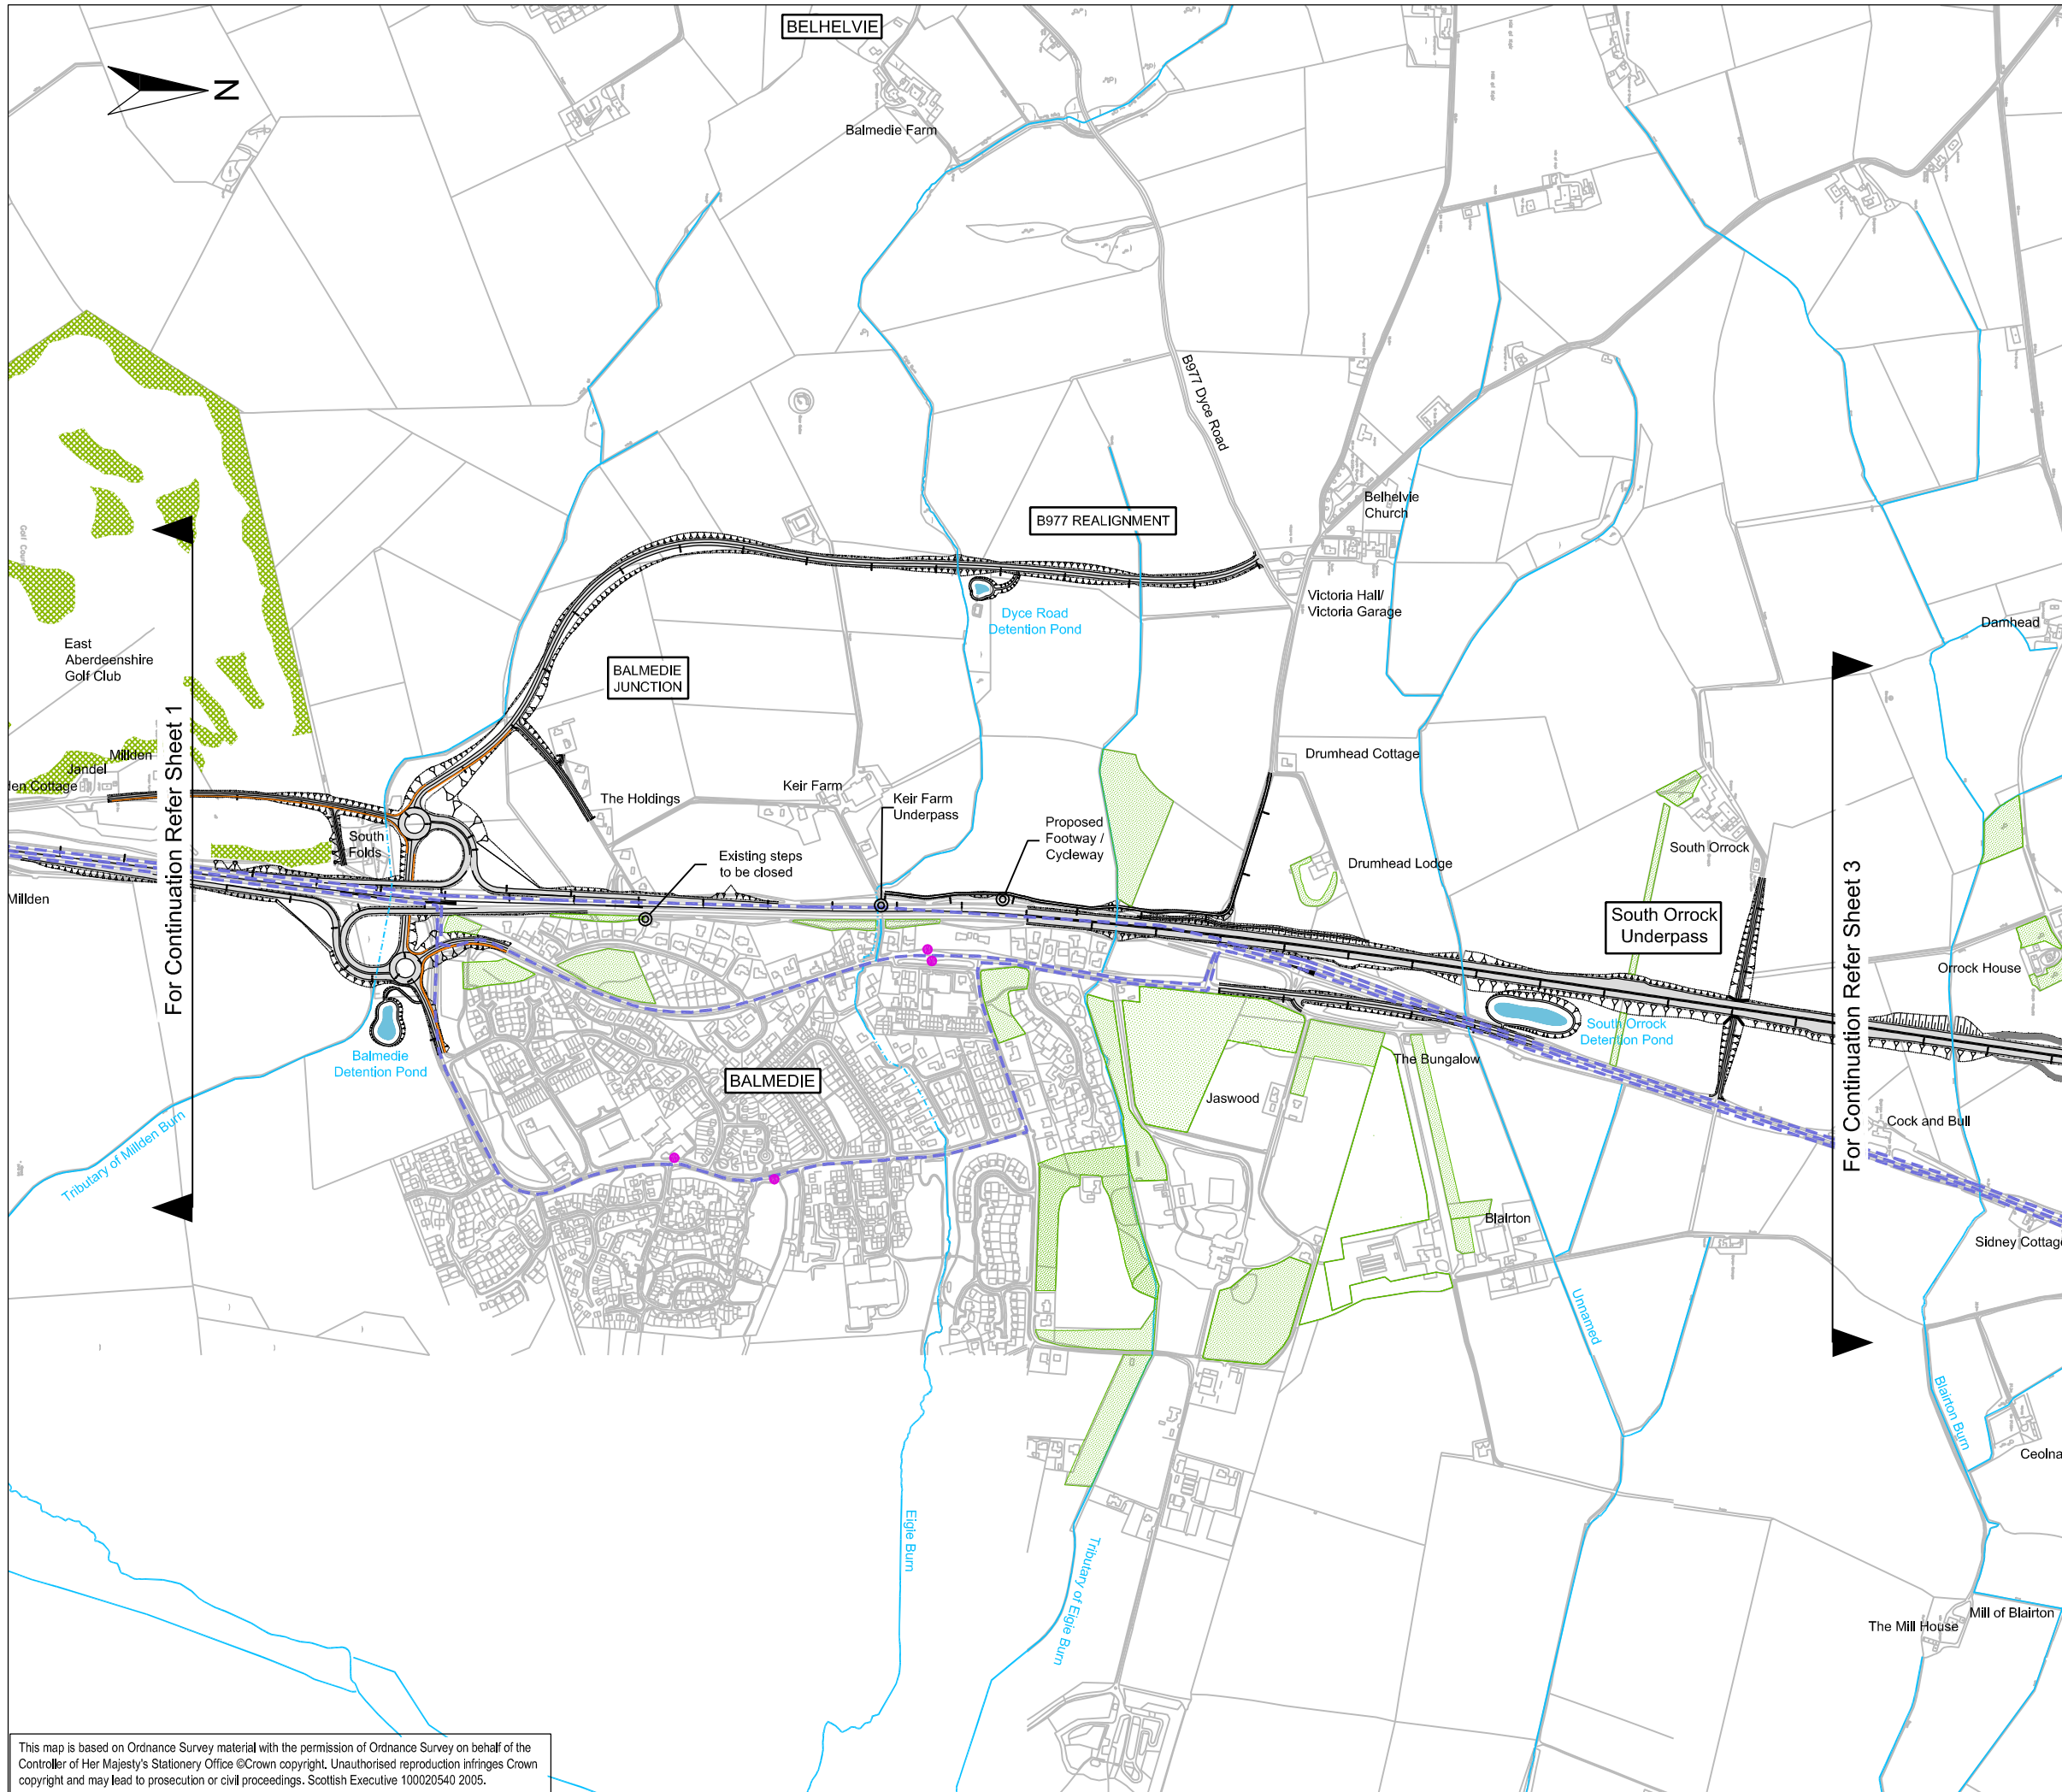 BELHELVIE
N
Balmedie Farm
B977 Dyce Road
B977 REALIGNMENT
Belhelvie
Church
Dyce Road
Detention Pond
Victoria Hall/
Victoria Garage
Damhead
East
Aberdeenshire
Golf Club
Golf Cour
For Continuation Refer Sheet 1
BALMEDIE
JUNCTION
Millden
Jandel
den Cottage
Drumhead Cottage
The Holdings
Keir Farm
Keir Farm
Underpass
Proposed
Footway /
Cycleway
South
Folds
Existing steps
to be closed
South Orrock
Drumhead Lodge
Millden
South Orrock
Underpass
For Continuation Refer Sheet 3
Orrock House
South Orrock
Detention Pond
Balmedie
Detention Pond
The Bungalow
BALMEDIE
Jaswood
Cock and Bull
Tributary of Millden Burn
Blairton
Sidney Cottage
Unnamed
Blairton Burn
Ceolna
Eigie Burn
Tributary of Eigie Burn
Mill of Blairton
The Mill House
This map is based on Ordnance Survey material with the permission of Ordnance Survey on behalf of the
Controller of Her Majesty's Stationery Office ©Crown copyright. Unauthorised reproduction infringes Crown
copyright and may lead to prosecution or civil proceedings. Scottish Executive 100020540 2005.